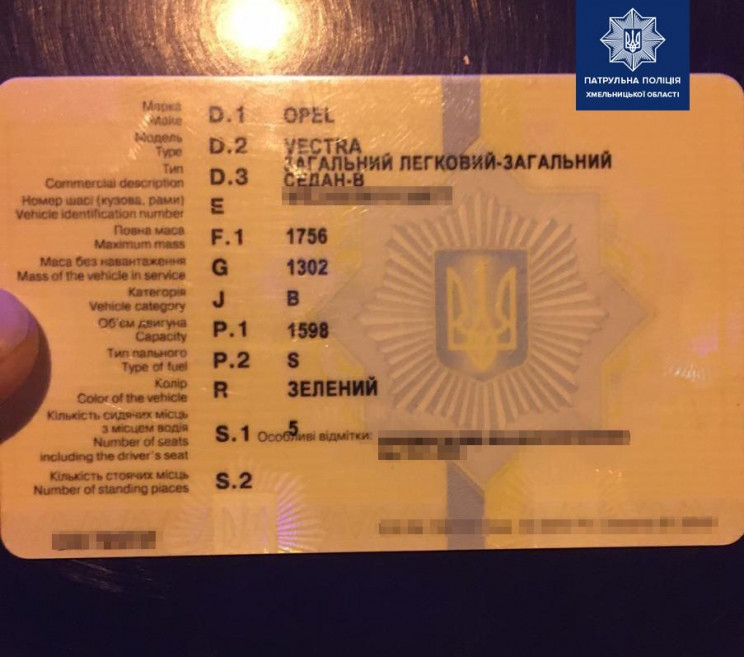 ПАТРУЛЬНА ПОЛІЦІЯ
ХМЕЛЬНИЦЬКОЇ ОБЛАСТІ
Марка
Make D.1 OPEL
Модель
Type D.2 VECTRA
Тип
Commercial description D.3 ЗАГАЛЬНИЙ ЛЕГКОВИЙ-ЗАГАЛЬНИЙ
СЕДАН-В
Номер шасі (кузова, рами)
Vehicle identification number E
Повна маса
Maximum mass F.1 1756
Маса без навантаження
Mass of the vehicle in service G 1302
Категорія
Vehicle category J B
Об'єм двигуна
Capacity P.1 1598
Тип пального
Type of fuel P.2 S
Колір
Color of the vehicle R ЗЕЛЕНИЙ
Кількість сидячих місць
з місцем водія
Number of seats
including the driver's seat S.1 5 Особливі відмітки:
Кількість стоячих місць
Number of standing places S.2